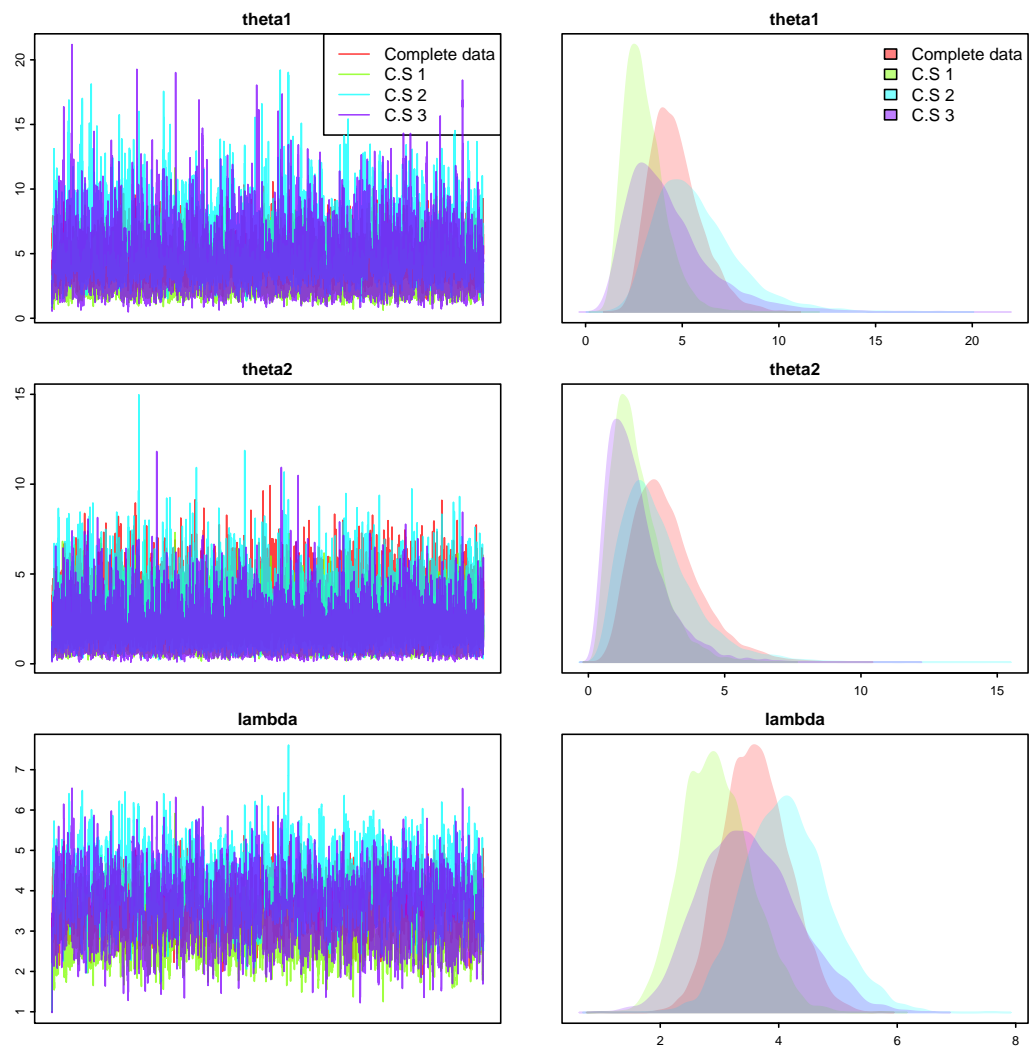 theta1
20
15
10
5
0
Complete data
C.S 1
C.S 2
C.S 3
theta1
Complete data
C.S 1
C.S 2
C.S 3
0 5 10 15 20
theta2
15
10
5
0
theta2
0 5 10 15
lambda
7
6
5
4
3
2
1
lambda
2 4 6 8